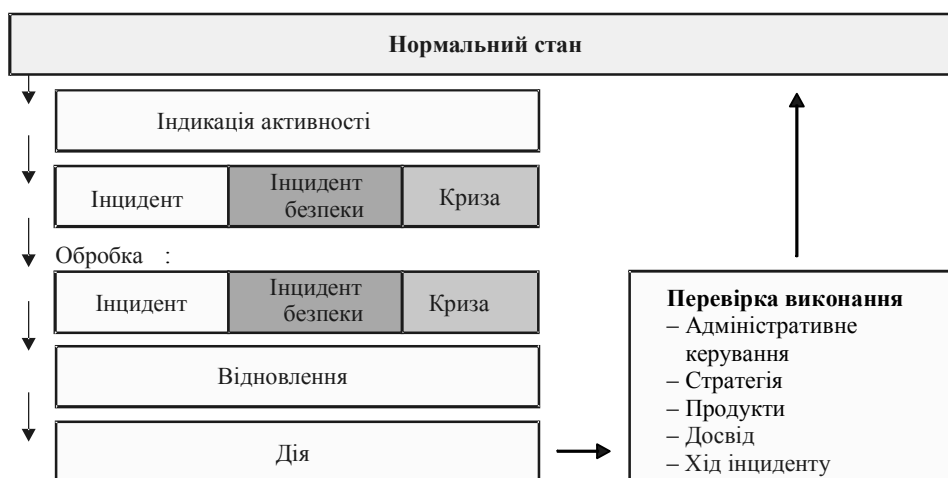 Нормальний стан
Індикація активності
Інцидент
Інцидент
безпеки
Криза
Обробка :
Інцидент
Інцидент
безпеки
Криза
Відновлення
Дія
Перевірка виконання
– Адміністративне
керування
– Стратегія
– Продукти
– Досвід
– Хід інциденту